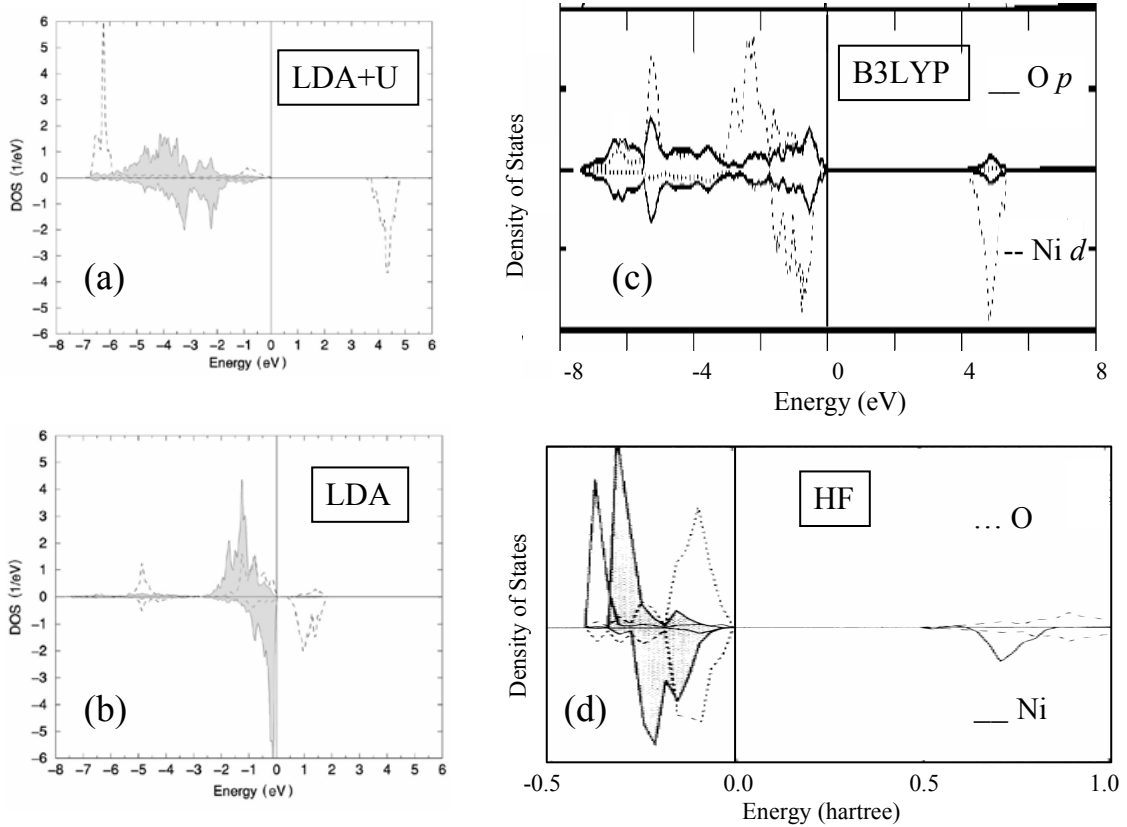 6
5
4
3
2
1
0
−1
−2
−3
−4
−5
−6
DOS (1/eV)
LDA+U
(a)
−8 −7 −6 −5 −4 −3 −2 −1 0 1 2 3 4 5 6
Energy (eV)
B3LYP
__ O p
-- Ni d
(c)
Density of States
-8 -4 0 4 8
Energy (eV)
6
5
4
3
2
1
0
−1
−2
−3
−4
−5
−6
DOS (1/eV)
LDA
(b)
−8 −7 −6 −5 −4 −3 −2 −1 0 1 2 3 4 5 6
Energy (eV)
HF
... O
__ Ni
(d)
Density of States
-0.5 0.0 0.5 1.0
Energy (hartree)